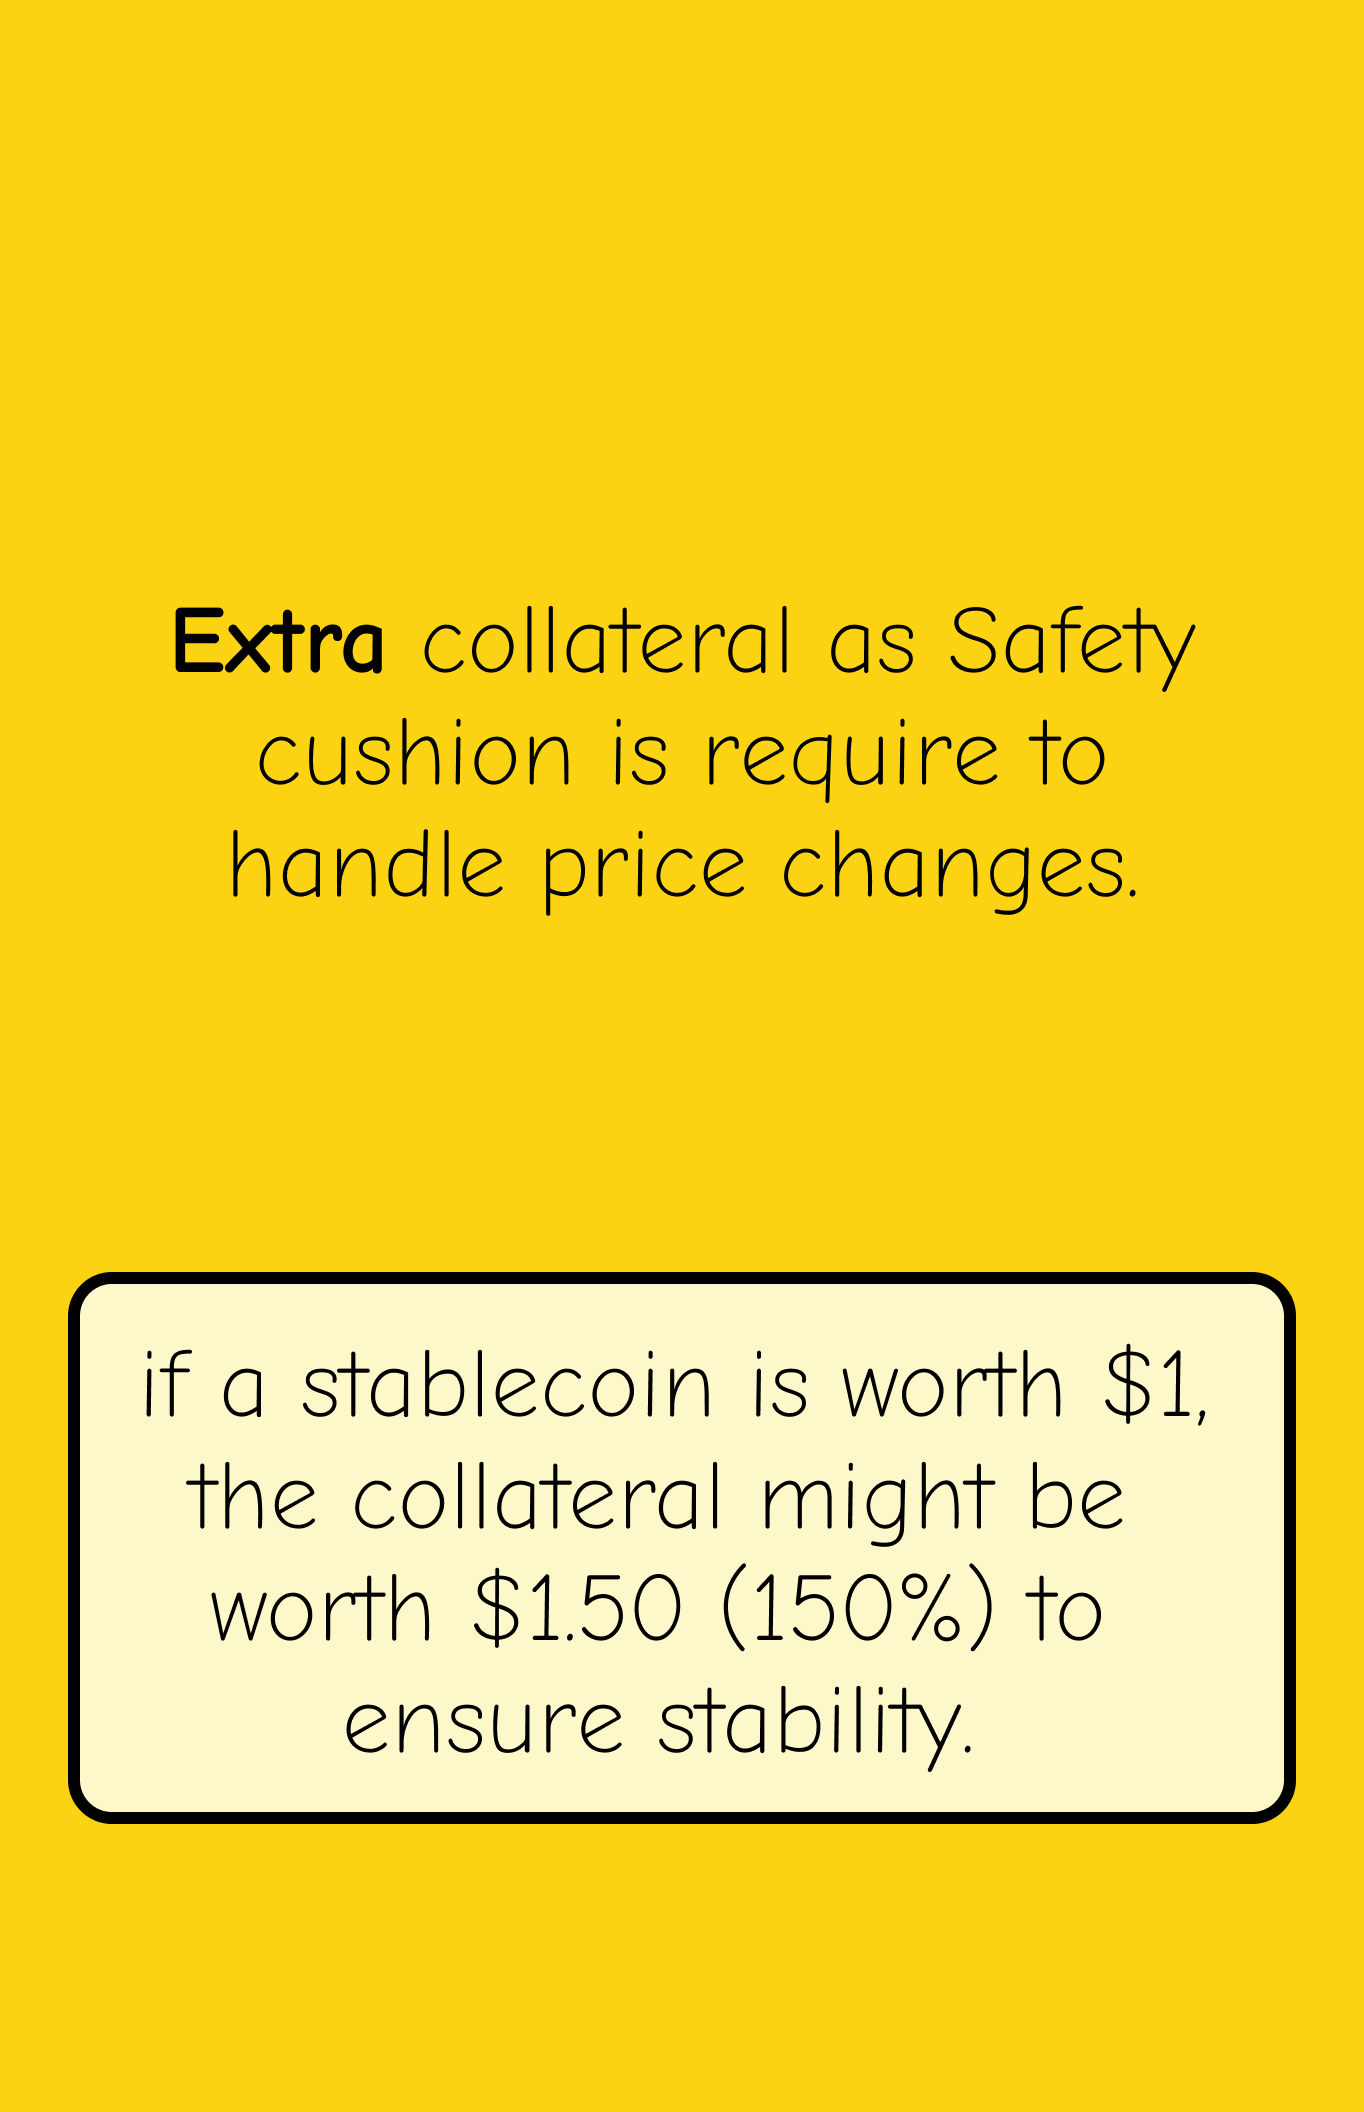 Extra collateral as Safety
cushion is require to
handle price changes.
if a stablecoin is worth $1,
the collateral might be
worth $1.50 (150%) to
ensure stability.